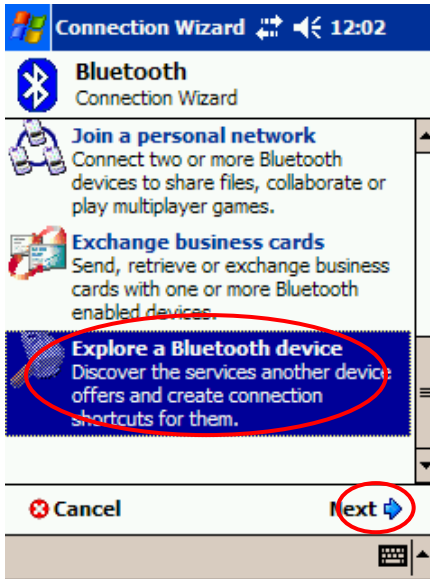 Connection Wizard 12:02
Bluetooth
Connection Wizard
Join a personal network
Connect two or more Bluetooth
devices to share files, collaborate or
play multiplayer games.
Exchange business cards
Send, retrieve or exchange business
cards with one or more Bluetooth
enabled devices.
Explore a Bluetooth device
Discover the services another device
offers and create connection
shortcuts for them.
Cancel Next